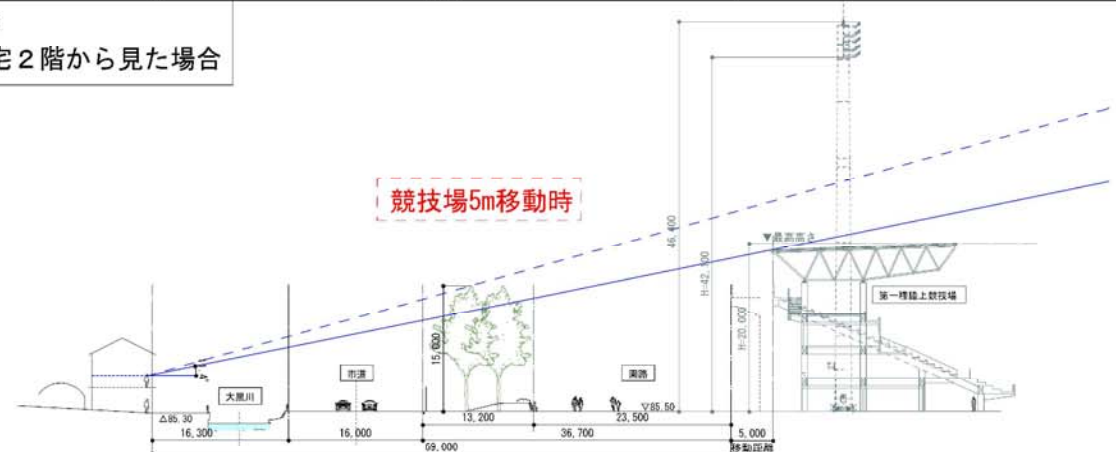 宅２階から見た場合
競技場5m移動時
46,400
▼最高高さ
第一種陸上競技場
H=20,000
15,000
市道
大黒川
園路
△85.30
▽85.50
13,200
23,500
16,300
16,000
36,700
5,000
69,000
移動距離